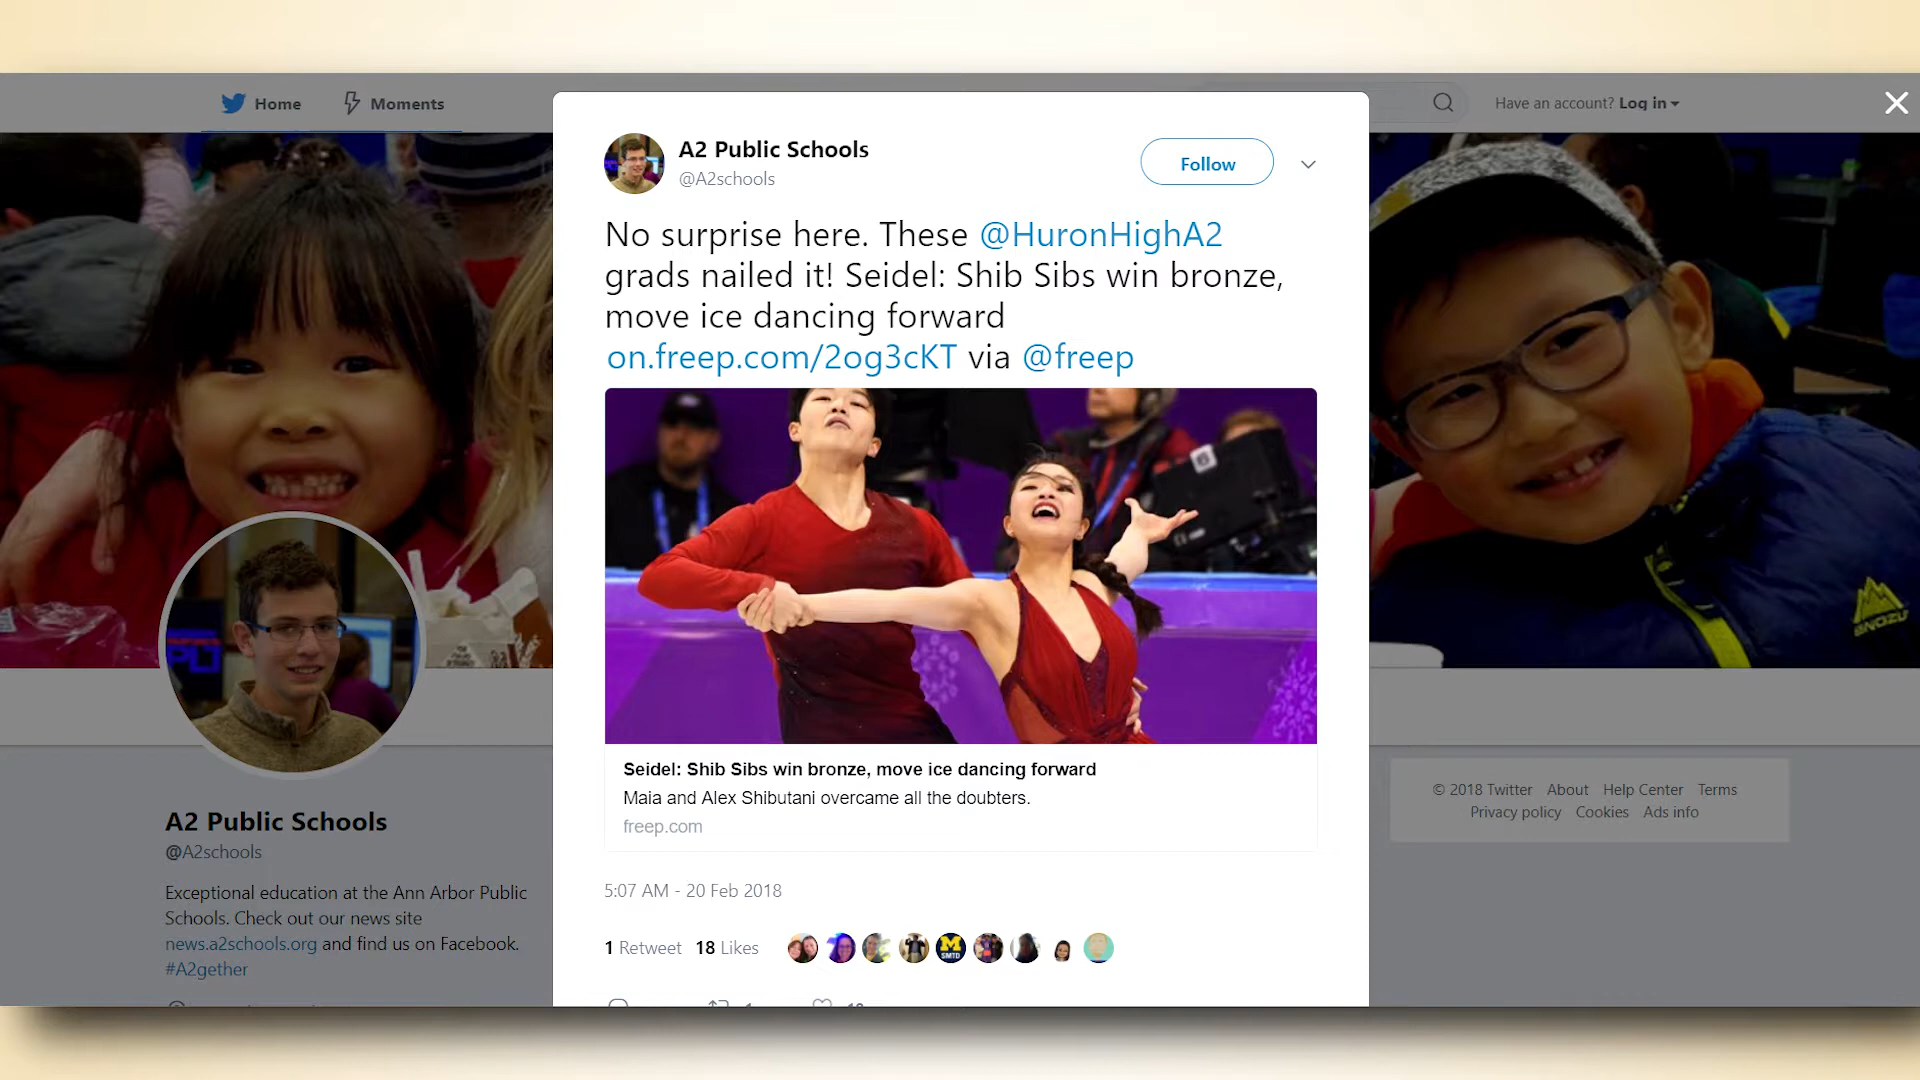 Home
Moments
Have an account? Log in
A2 Public Schools
@A2schools
Follow
No surprise here. These @HuronHighA2
grads nailed it! Seidel: Shib Sibs win bronze,
move ice dancing forward
on.freep.com/2og3cKT via @freep
Seidel: Shib Sibs win bronze, move ice dancing forward
Maia and Alex Shibutani overcame all the doubters.
freep.com
5:07 AM - 20 Feb 2018
1 Retweet 18 Likes
M
SMTD
A2 Public Schools
@A2schools
Exceptional education at the Ann Arbor Public
Schools. Check out our news site
news.a2schools.org and find us on Facebook.
#A2gether
© 2018 Twitter About Help Center Terms
Privacy policy Cookies Ads info